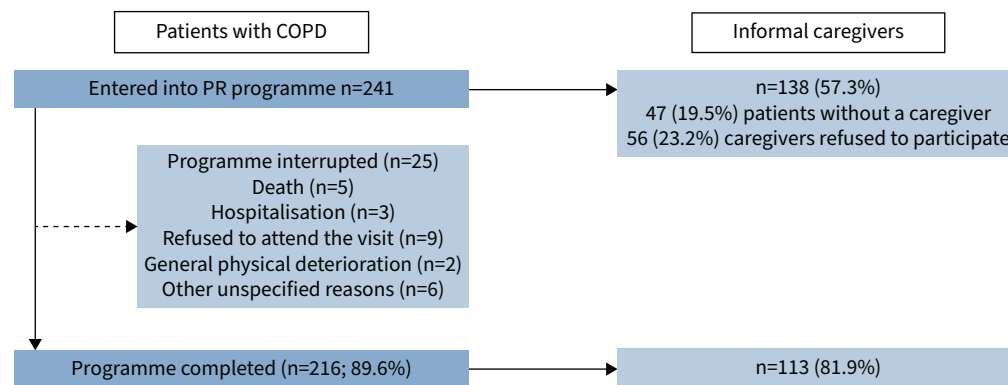 Patients with COPD
Informal caregivers
Entered into PR programme n=241
n=138 (57.3%)
47 (19.5%) patients without a caregiver
56 (23.2%) caregivers refused to participate
Programme interrupted (n=25)
Death (n=5)
Hospitalisation (n=3)
Refused to attend the visit (n=9)
General physical deterioration (n=2)
Other unspecified reasons (n=6)
Programme completed (n=216; 89.6%)
n=113 (81.9%)